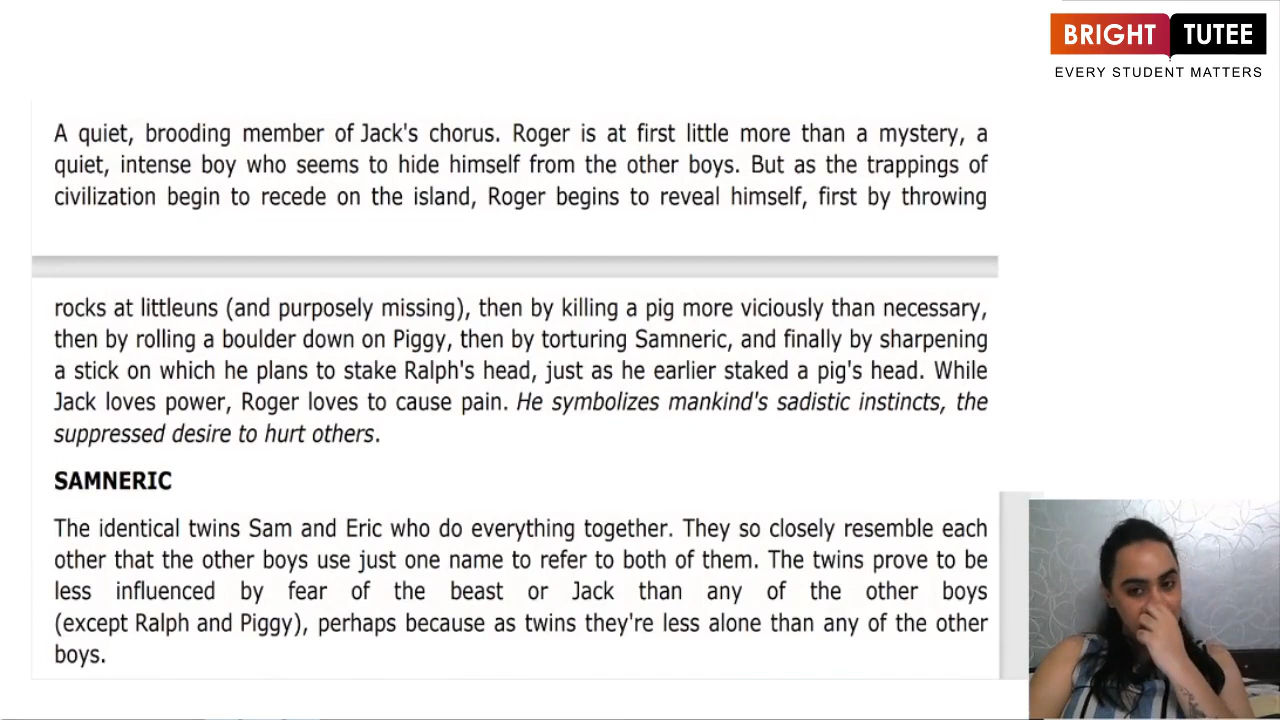 BRIGHT TUTEE
EVERY STUDENT MATTERS
A quiet, brooding member of Jack's chorus. Roger is at first little more than a mystery, a
quiet, intense boy who seems to hide himself from the other boys. But as the trappings of
civilization begin to recede on the island, Roger begins to reveal himself, first by throwing
rocks at littleuns (and purposely missing), then by killing a pig more viciously than necessary,
then by rolling a boulder down on Piggy, then by torturing Samneric, and finally by sharpening
a stick on which he plans to stake Ralph's head, just as he earlier staked a pig's head. While
Jack loves power, Roger loves to cause pain. He symbolizes mankind's sadistic instincts, the
suppressed desire to hurt others.
SAMNERIC
The identical twins Sam and Eric who do everything together. They so closely resemble each
other that the other boys use just one name to refer to both of them. The twins prove to be
less influenced by fear of the beast or Jack than any of the other boys
(except Ralph and Piggy), perhaps because as twins they're less alone than any of the other
boys.